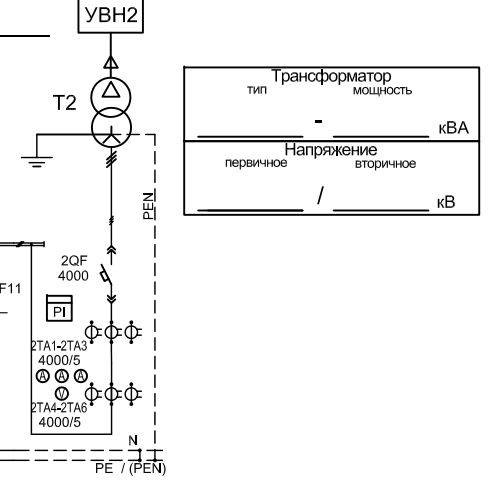 УВН2
Т2
Трансформатор
тип мощность
- кВА
Напряжение
первичное вторичное
/ кВ
PEN
2QF
4000
F11
PI
2TA1-2TA3
4000/5
A A A
V
2TA4-2TA6
4000/5
N
PE / (PEN)